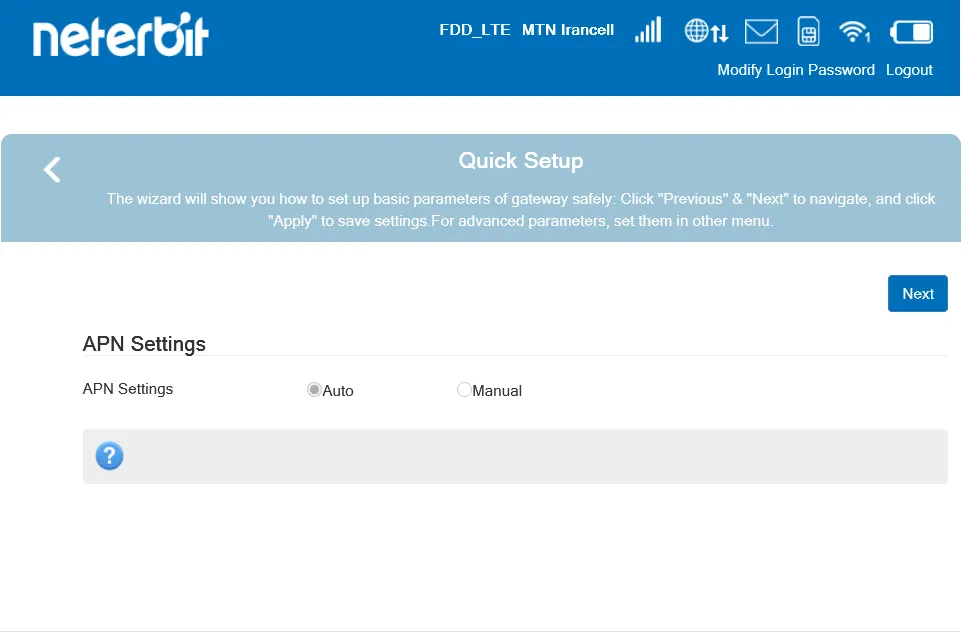 neterbit
FDD_LTE MTN Irancell
1
Modify Login Password Logout
Quick Setup
The wizard will show you how to set up basic parameters of gateway safely: Click "Previous" & "Next" to navigate, and click
"Apply" to save settings.For advanced parameters, set them in other menu.
Next
APN Settings
APN Settings Auto Manual
?